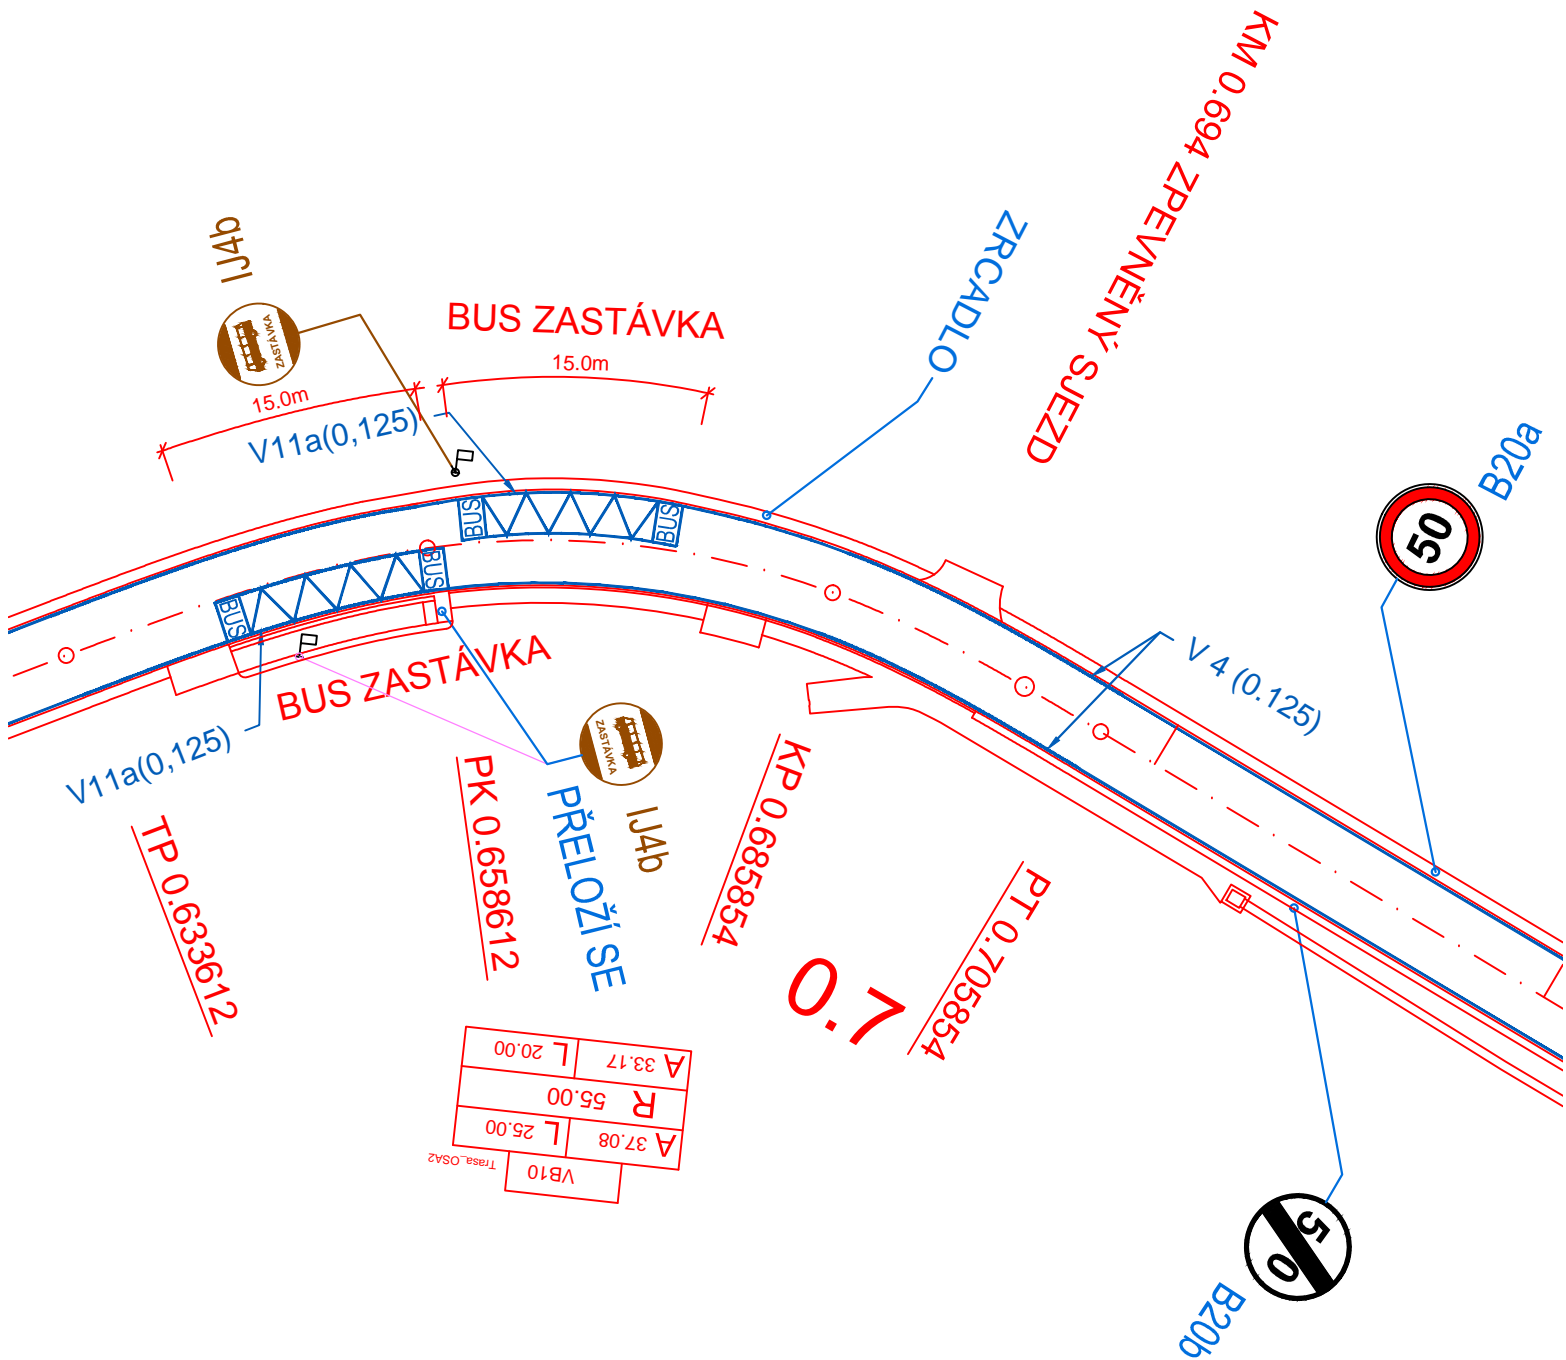 KM 0.694 ZPEVNĚNÝ SJEZD
IJ4b
ZASTÁVKA
BUS ZASTÁVKA
15.0m
15.0m
V11a(0,125)
ZRCADLO
B20a
50
BUS
BUS
BUS
BUS
V 4 (0.125)
BUS ZASTÁVKA
V11a(0,125)
ZASTÁVKA
IJ4b
PŘELOŽÍ SE
TP 0.633612
PK 0.658612
KP 0.685854
PT 0.705854
0.7
VB10
Trasa_OSA2
A 37.08 L 25.00
R 55.00
A 33.17 L 20.00
50
B20b